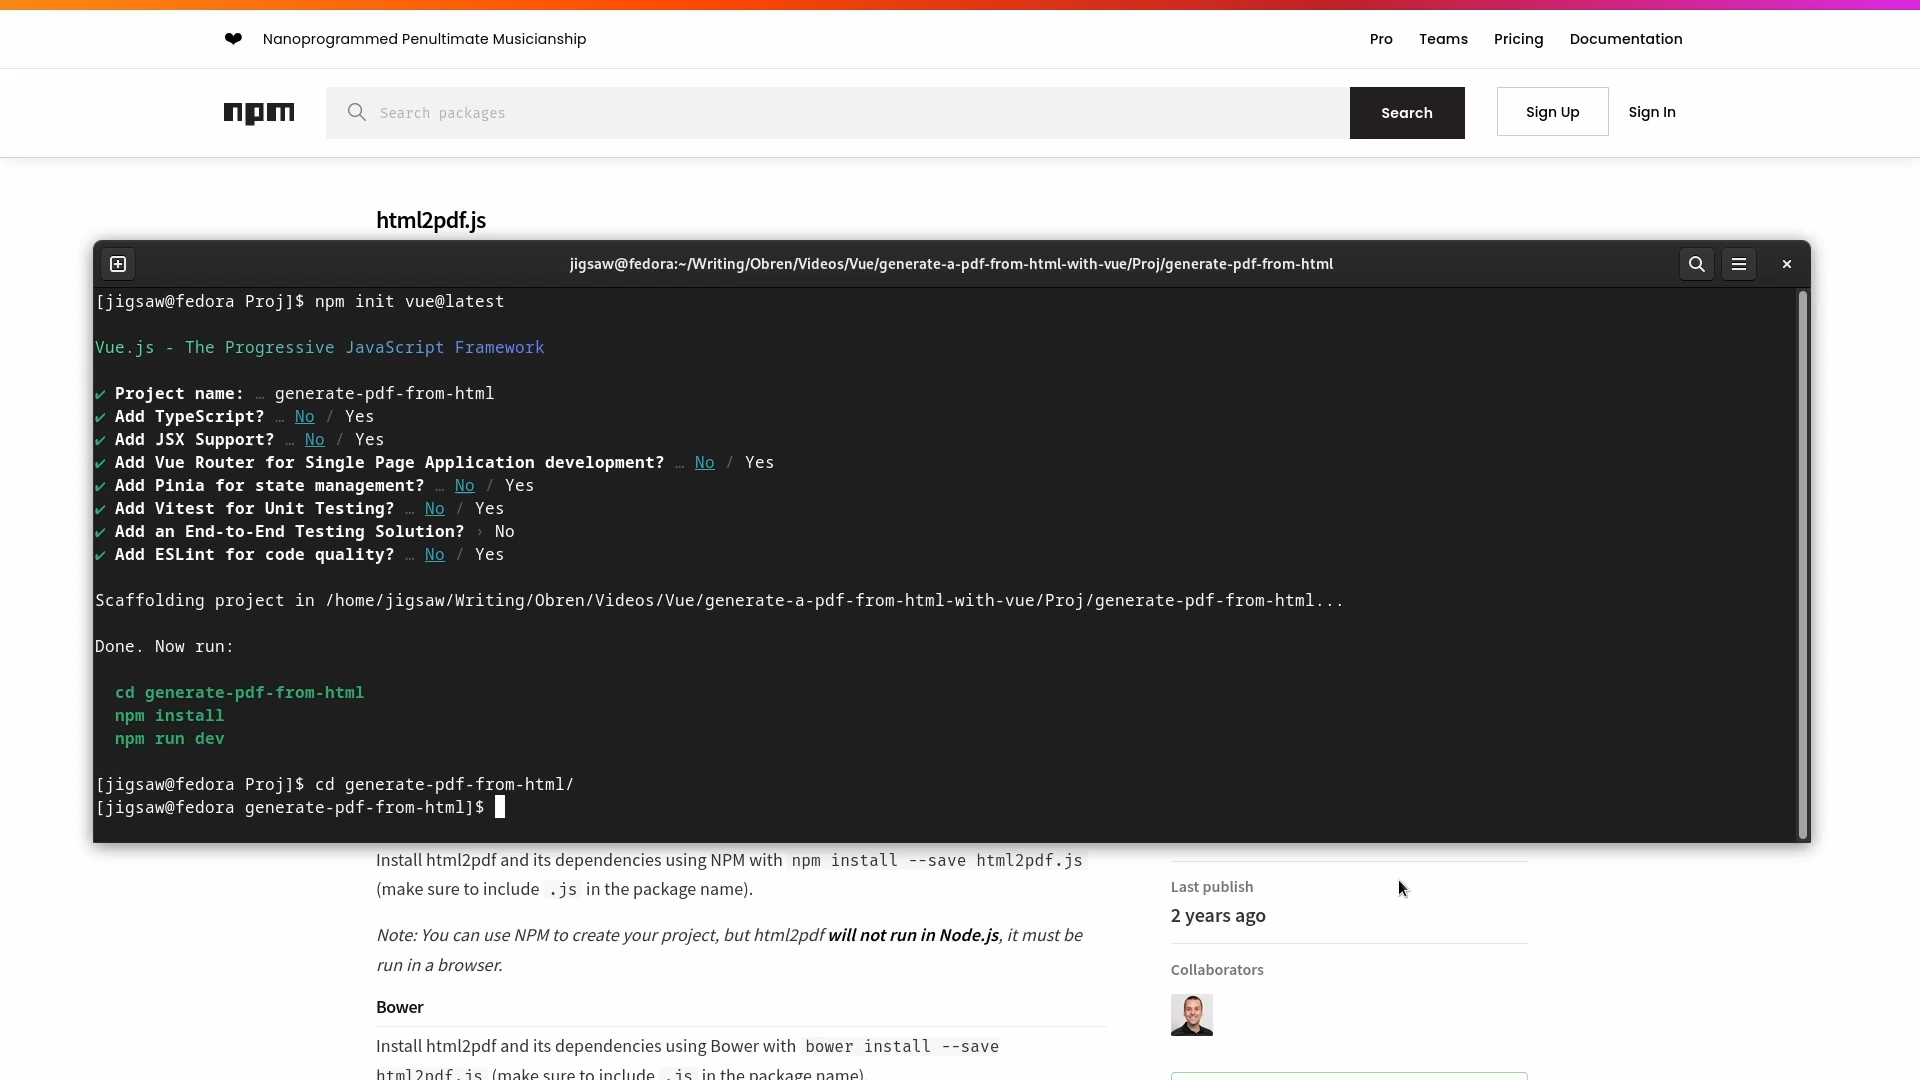 Nanoprogrammed Penultimate Musicianship
Pro Teams Pricing Documentation
npm
Search packages
Search
Sign Up
Sign In
html2pdf.js
jigsaw@fedora:~/Writing/Obren/Videos/Vue/generate-a-pdf-from-html-with-vue/Proj/generate-pdf-from-html
[jigsaw@fedora Proj]$ npm init vue@latest
Vue.js - The Progressive JavaScript Framework
✔ Project name: … generate-pdf-from-html
✔ Add TypeScript? … No / Yes
✔ Add JSX Support? … No / Yes
✔ Add Vue Router for Single Page Application development? … No / Yes
✔ Add Pinia for state management? … No / Yes
✔ Add Vitest for Unit Testing? … No / Yes
✔ Add an End-to-End Testing Solution? › No
✔ Add ESLint for code quality? … No / Yes
Scaffolding project in /home/jigsaw/Writing/Obren/Videos/Vue/generate-a-pdf-from-html-with-vue/Proj/generate-pdf-from-html...
Done. Now run:
cd generate-pdf-from-html
npm install
npm run dev
[jigsaw@fedora Proj]$ cd generate-pdf-from-html/
[jigsaw@fedora generate-pdf-from-html]$
Install html2pdf and its dependencies using NPM with npm install --save html2pdf.js
(make sure to include .js in the package name).
Note: You can use NPM to create your project, but html2pdf will not run in Node.js, it must be
run in a browser.
Bower
Install html2pdf and its dependencies using Bower with bower install --save
html2pdf.js (make sure to include .js in the package name).
Last publish
2 years ago
Collaborators